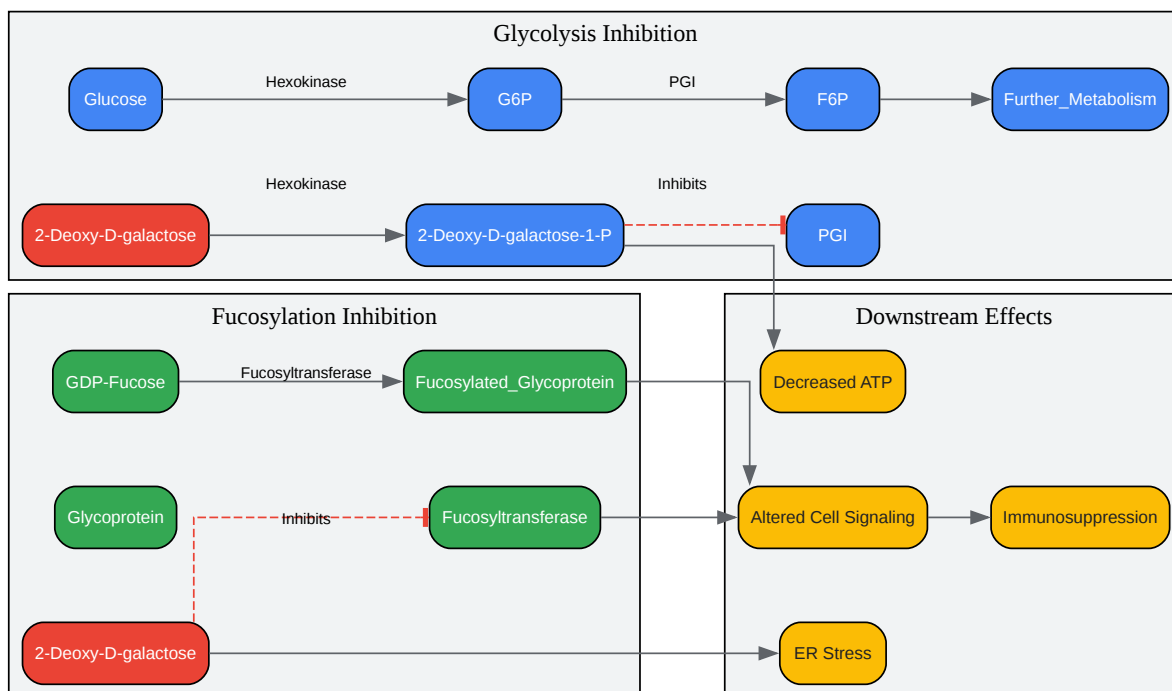 Glycolysis Inhibition
Hexokinase
PGI
Glucose
G6P
F6P
Further_Metabolism
Hexokinase
Inhibits
2-Deoxy-D-galactose
2-Deoxy-D-galactose-1-P
PGI
Fucosylation Inhibition
GDP-Fucose
Fucosyltransferase
Fucosylated_Glycoprotein
Glycoprotein
Inhibits
Fucosyltransferase
2-Deoxy-D-galactose
Downstream Effects
Decreased ATP
Altered Cell Signaling
Immunosuppression
ER Stress